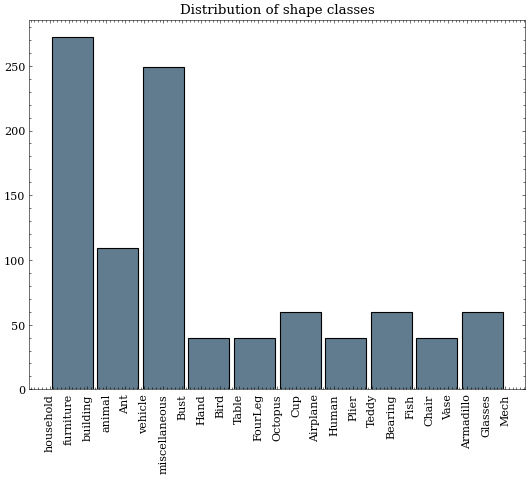 Distribution of shape classes
250
200
150
100
50
0
household
furniture
building
animal
Ant
vehicle
miscellaneous
Bust
Hand
Bird
Table
FourLeg
Octopus
Cup
Airplane
Human
Plier
Teddy
Bearing
Fish
Chair
Vase
Armadillo
Glasses
Mech